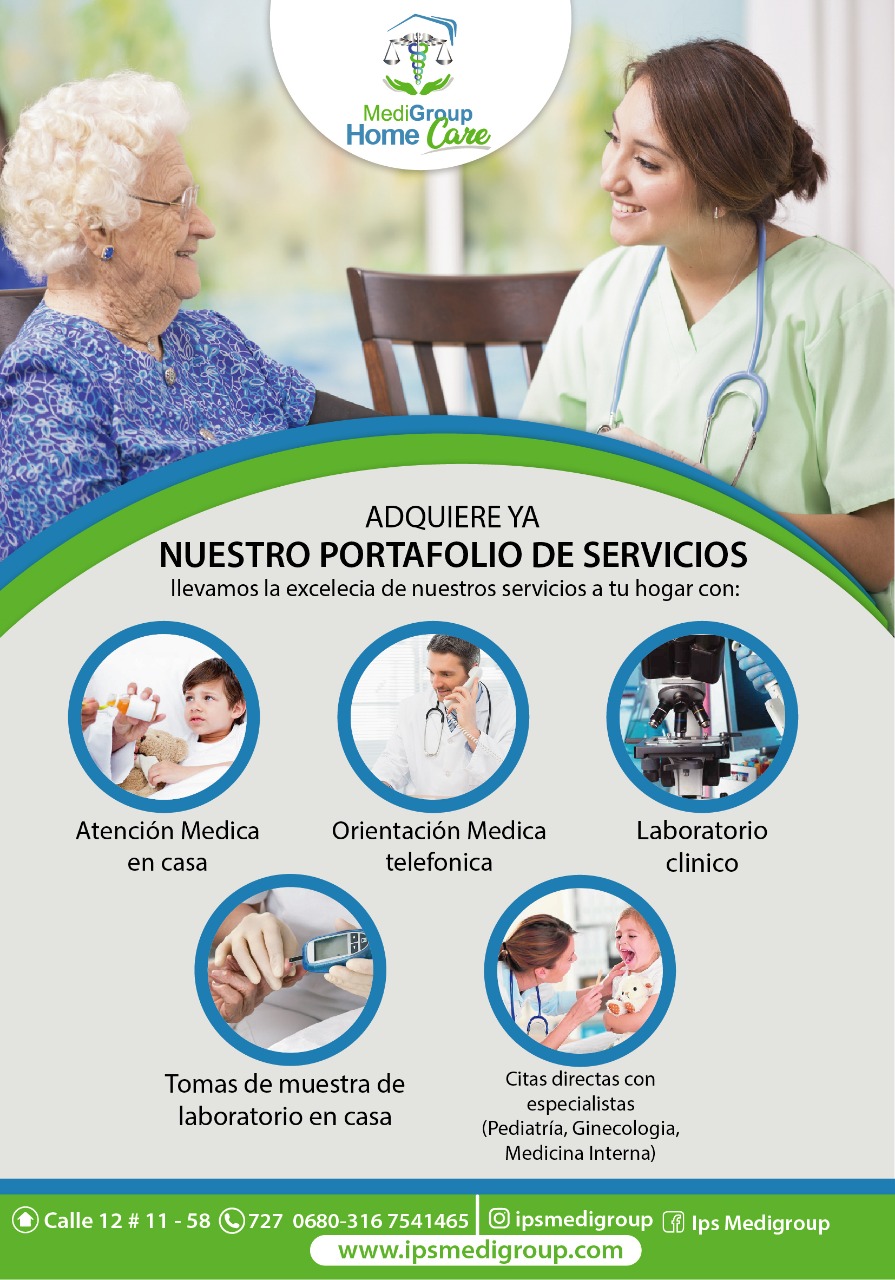 MediGroup
Home Care
ADQUIERE YA
NUESTRO PORTAFOLIO DE SERVICIOS
llevamos la excelecia de nuestros servicios a tu hogar con:
Atención Medica
en casa
Orientación Medica
telefonica
Laboratorio
clinico
Tomas de muestra de
laboratorio en casa
Citas directas con
especialistas
(Pediatría, Ginecologia,
Medicina Interna)
Calle 12 # 11 - 58 727 0680-316 7541465 ipsmedigroup Ips Medigroup
www.ipsmedigroup.com